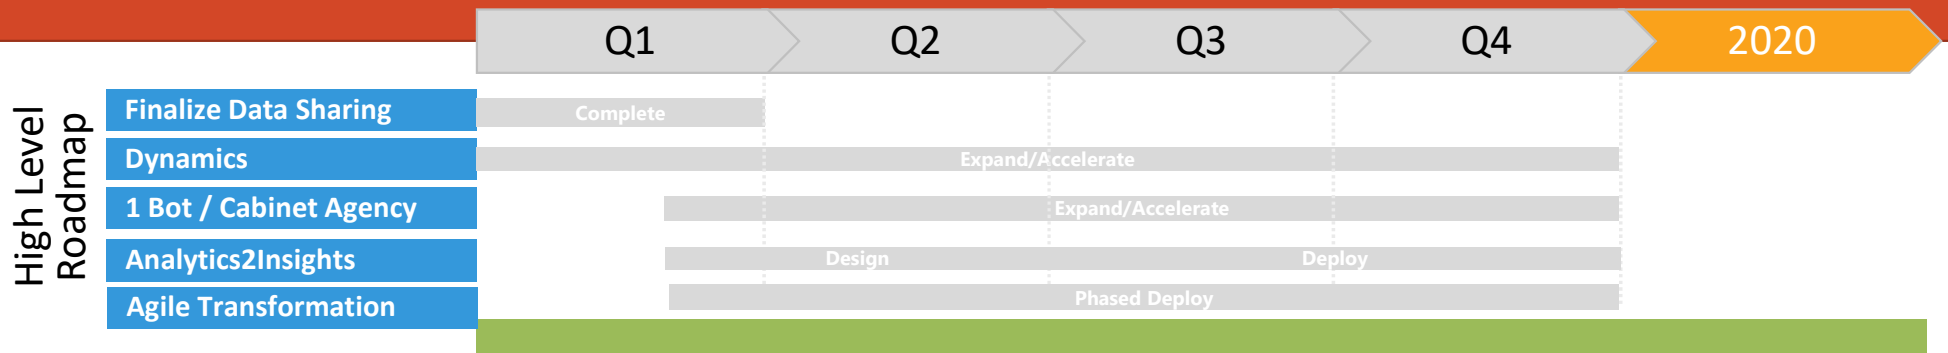 Q1 Q2 Q3 Q4 2020
High Level
Roadmap
Finalize Data Sharing Complete
Dynamics Expand/Accelerate
1 Bot / Cabinet Agency Expand/Accelerate
Analytics2Insights Design Deploy
Agile Transformation Phased Deploy